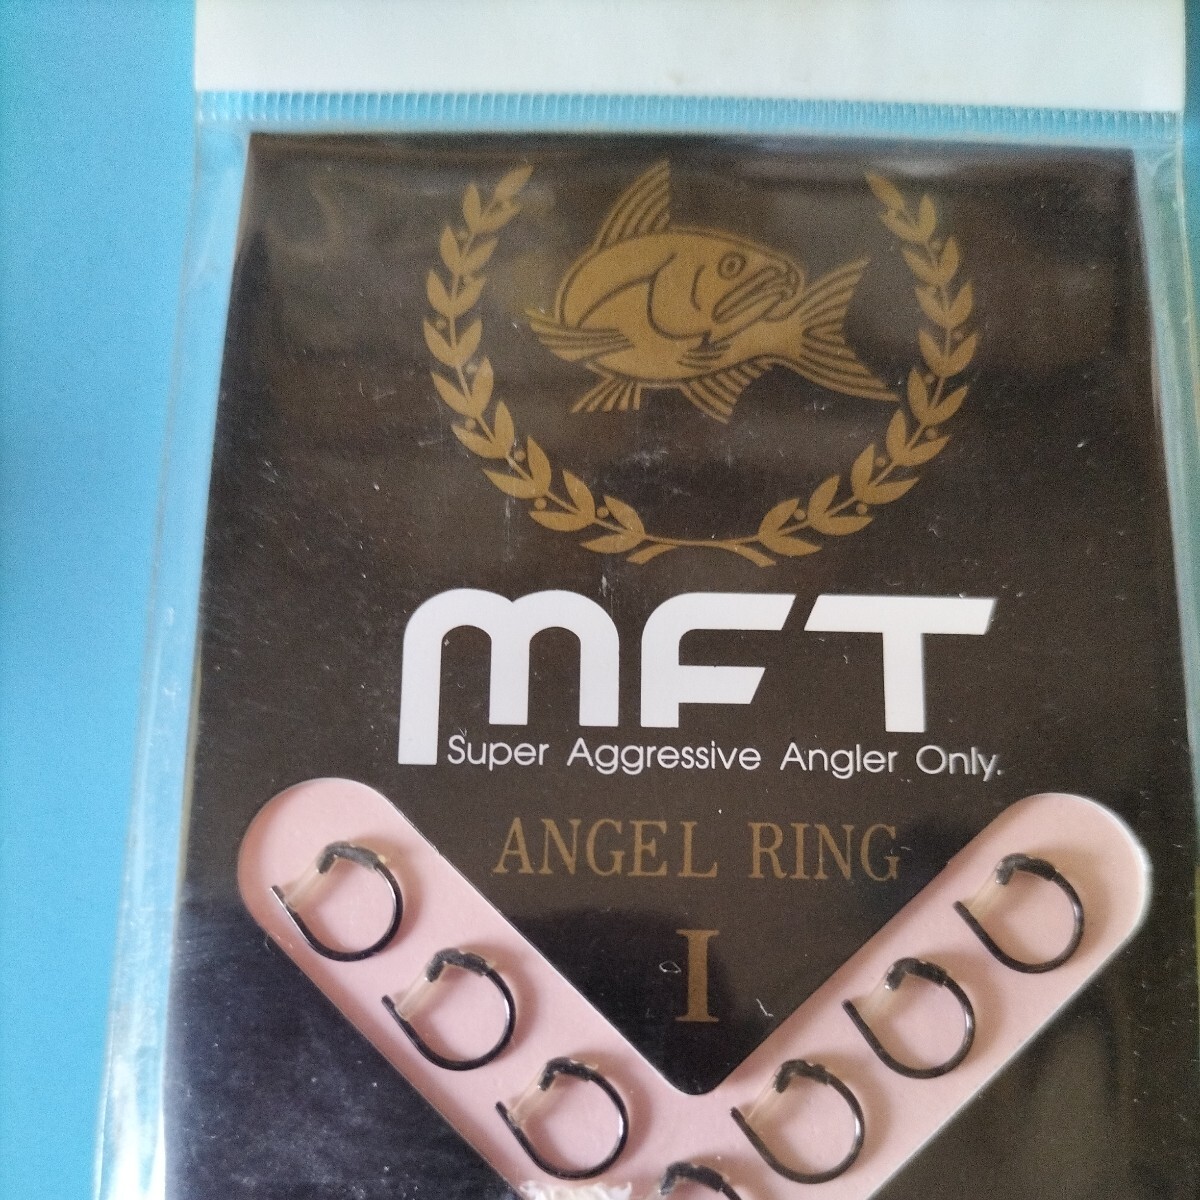 mFT
Super Aggressive Angler Only.
ANGEL RING
I